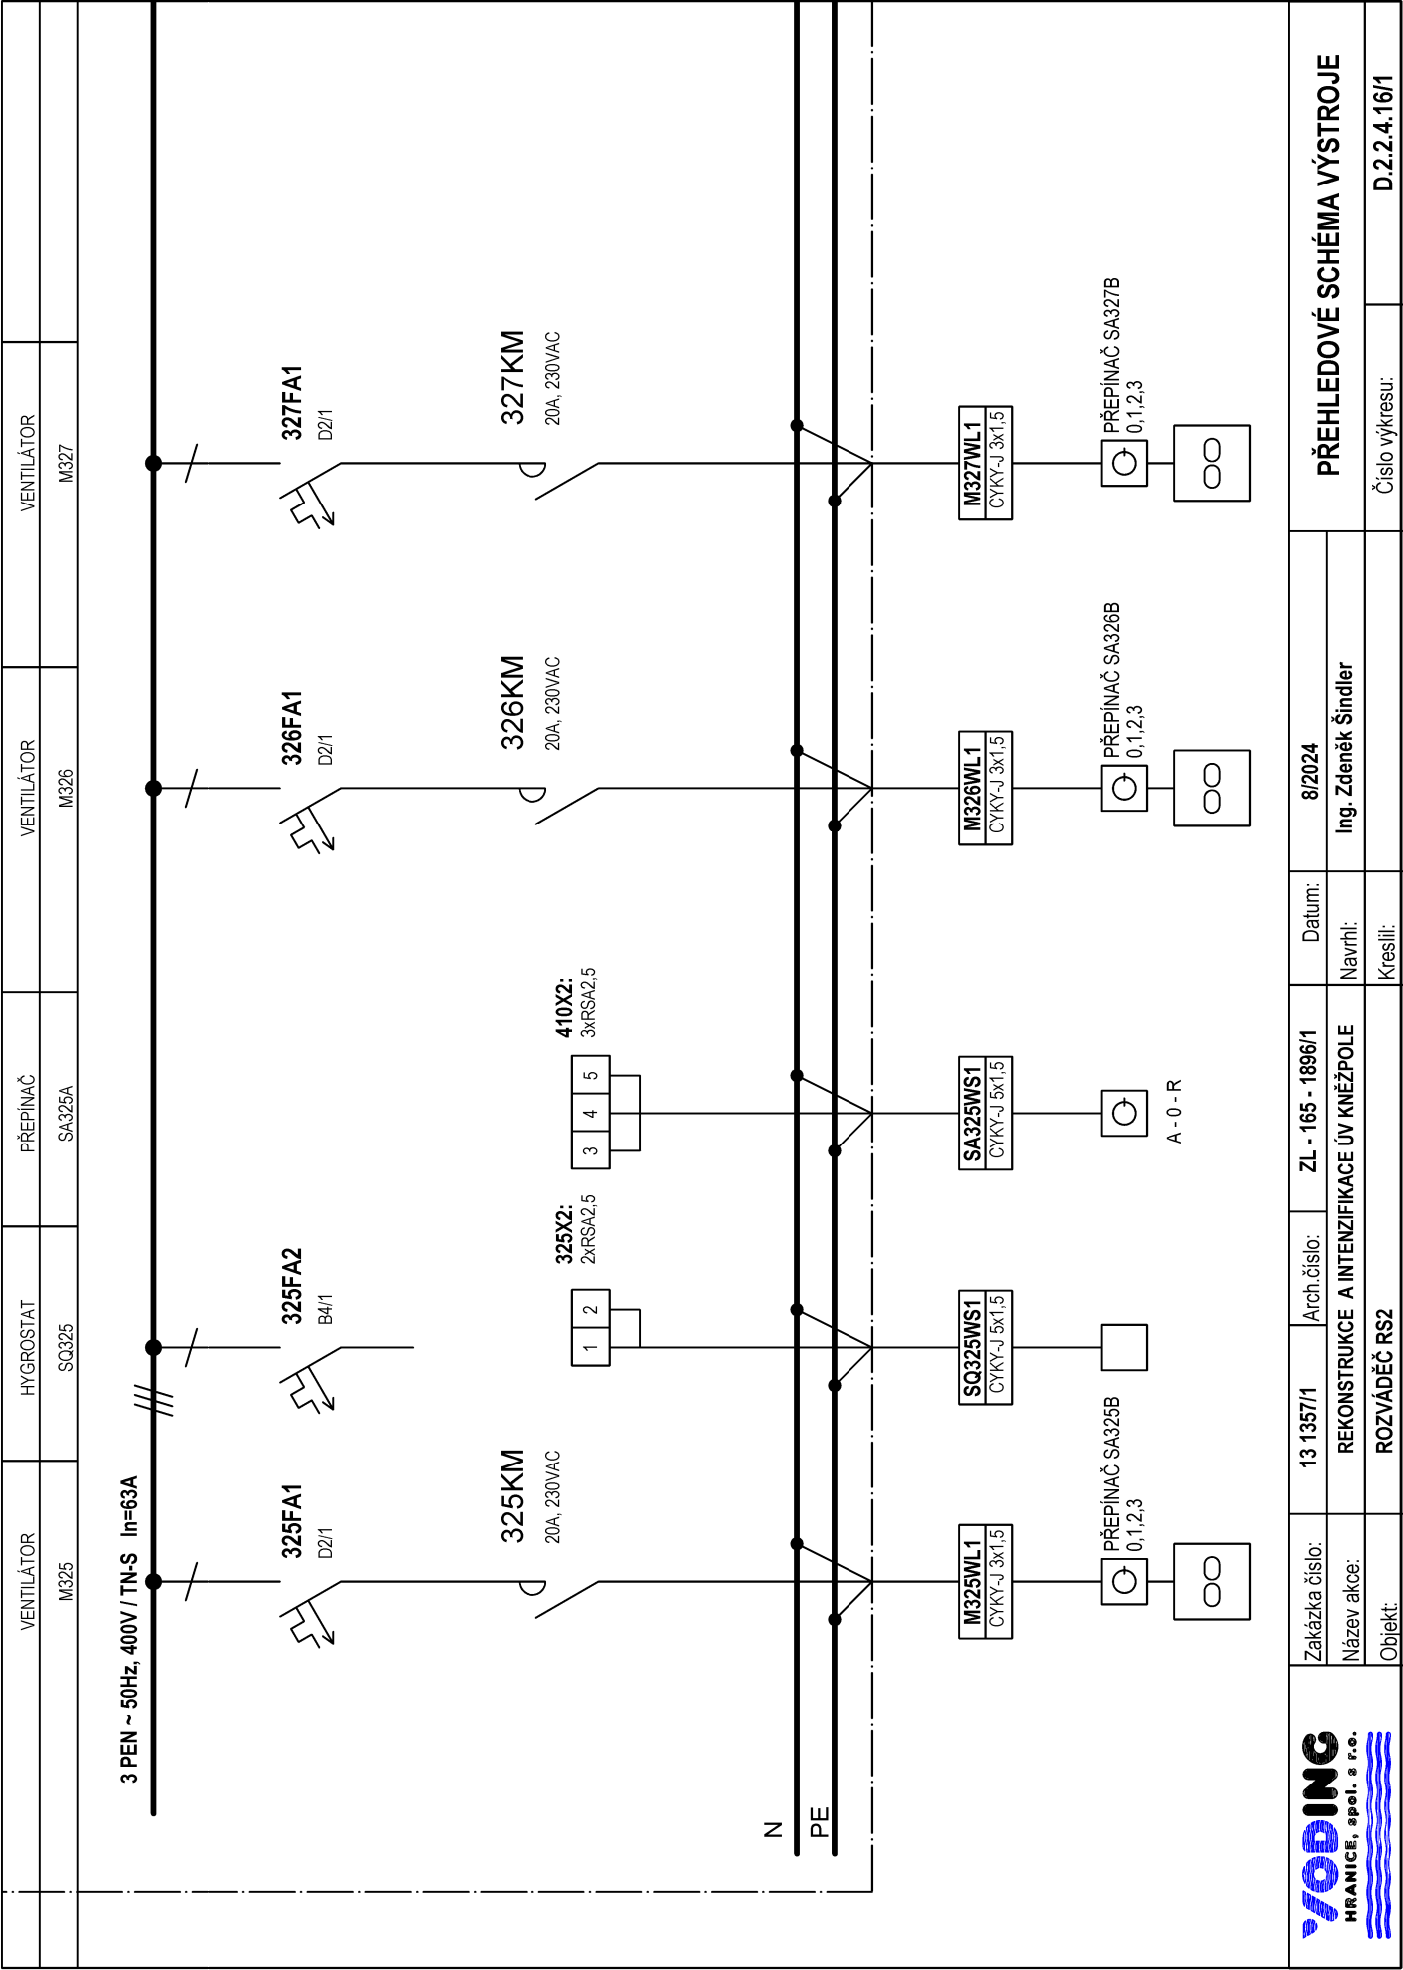 VENTILÁTOR
M325
HYGROSTAT
SQ325
PŘEPÍNAČ
SA325A
VENTILÁTOR
M326
VENTILÁTOR
M327
3 PEN ~ 50Hz, 400V / TN-S In=63A
325FA1
D2/1
325FA2
B4/1
326FA1
D2/1
327FA1
D2/1
325KM
20A, 230VAC
326KM
20A, 230VAC
327KM
20A, 230VAC
325X2:
2xRSA2,5
1 2
410X2:
3xRSA2,5
3 4 5
N
PE
M325WL1
CYKY-J 3x1,5
SQ325WS1
CYKY-J 5x1,5
SA325WS1
CYKY-J 5x1,5
M326WL1
CYKY-J 3x1,5
M327WL1
CYKY-J 3x1,5
PŘEPÍNAČ SA325B
0,1,2,3
A - 0 - R
PŘEPÍNAČ SA326B
0,1,2,3
PŘEPÍNAČ SA327B
0,1,2,3
VODING
HRANICE, spol. s r.o.
Zakázka číslo: 13 1357/1 Arch.číslo: ZL - 165 - 1896/1 Datum: 8/2024
Název akce: REKONSTRUKCE A INTENZIFIKACE ÚV KNĚŽPOLE Navrhl: Ing. Zdeněk Šindler
Objekt: ROZVÁDĚČ RS2 Kreslil:
PŘEHLEDOVÉ SCHÉMA VÝSTROJE
Číslo výkresu: D.2.2.4.16/1